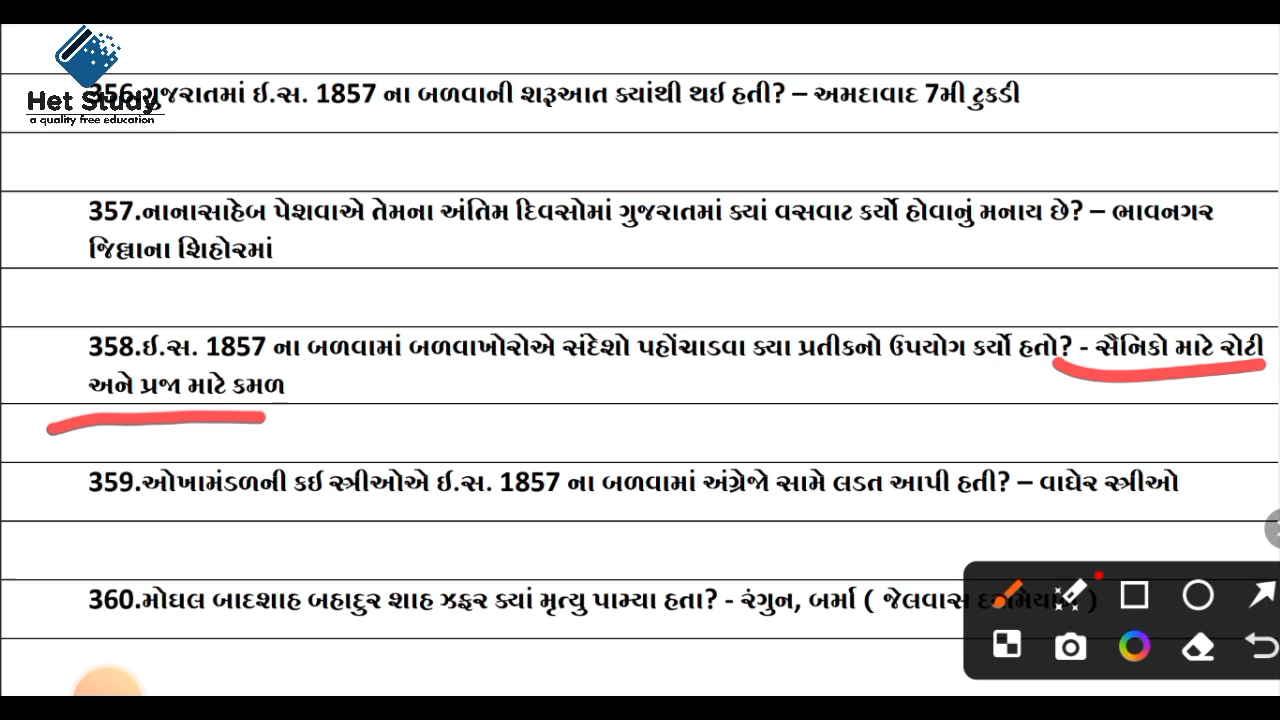 Het Study
a quality free education
356.ગુજરાતમાં ઈ.સ. 1857 ના બળવાની શરૂઆત ક્યાંથી થઇ હતી? – અમદાવાદ 7મી ટુકડી
357.નાનાસાહેબ પેશવાએ તેમના અંતિમ દિવસોમાં ગુજરાતમાં ક્યાં વસવાટ કર્યો હોવાનું મનાય છે? – ભાવનગર
જિલ્લાના શિહોરમાં
358.ઈ.સ. 1857 ના બળવામાં બળવાખોરોએ સંદેશો પહોંચાડવા ક્યા પ્રતીકનો ઉપયોગ કર્યો હતો? - સૈનિકો માટે રોટી
અને પ્રજા માટે કમળ
359.ઓખામંડળની કઇ સ્ત્રીઓએ ઈ.સ. 1857 ના બળવામાં અંગ્રેજો સામે લડત આપી હતી? – વાઘેર સ્ત્રીઓ
360.મોઘલ બાદશાહ બહાદુર શાહ ઝફર ક્યાં મૃત્યુ પામ્યા હતા? - રંગુન, બર્મા ( જેલવાસ )